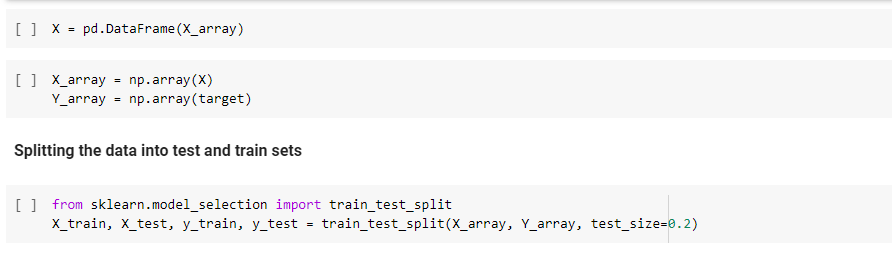 [ ] X = pd.DataFrame(X_array)
[ ] X_array = np.array(X)
Y_array = np.array(target)
Splitting the data into test and train sets
[ ] from sklearn.model_selection import train_test_split
X_train, X_test, y_train, y_test = train_test_split(X_array, Y_array, test_size=0.2)